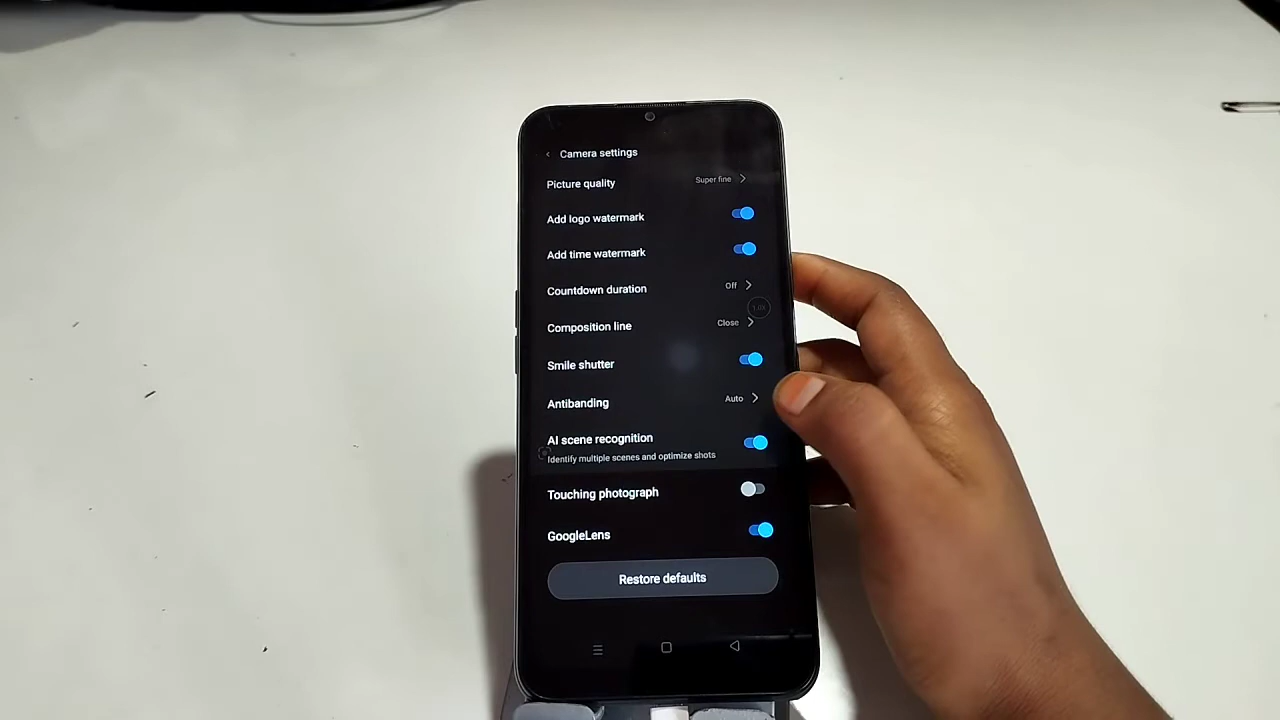 Camera settings
Picture quality Super fine
Add logo watermark
Add time watermark
Countdown duration Off
Composition line Close
Smile shutter
Antibanding Auto
AI scene recognition
Identify multiple scenes and optimize shots
Touching photograph
GoogleLens
Restore defaults